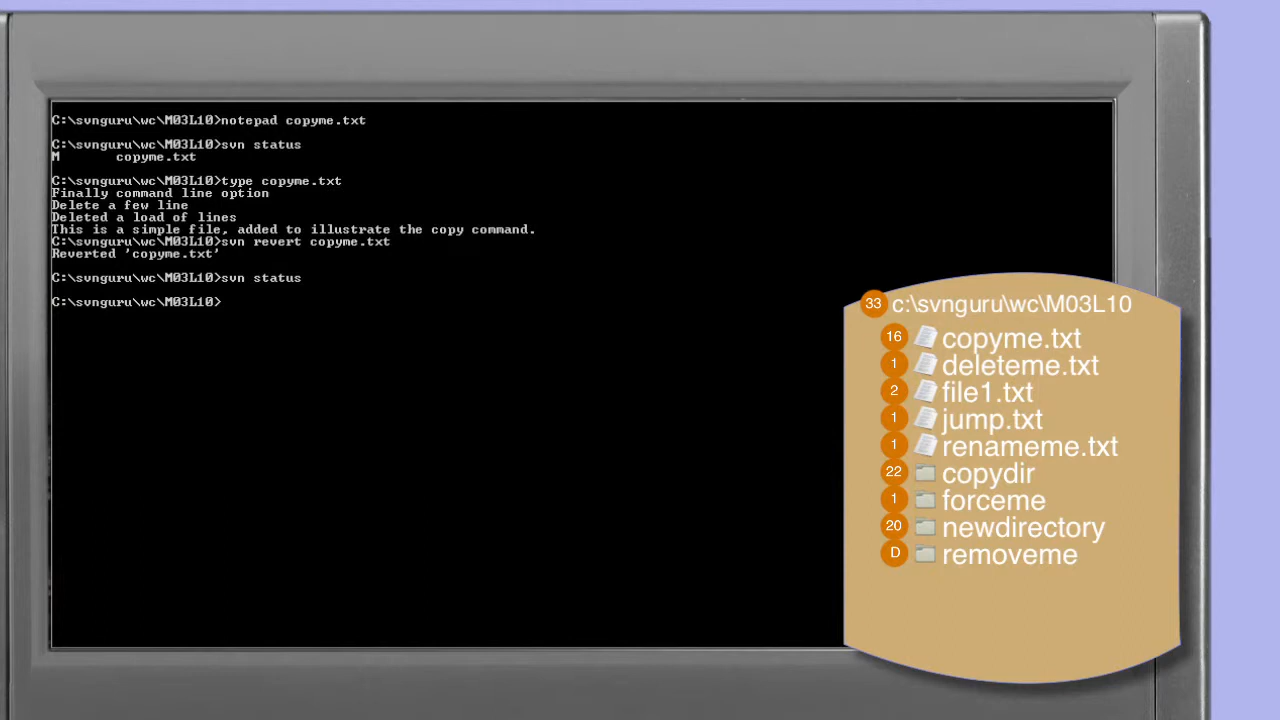 C:\svnguru\wc\M03L10>notepad copyme.txt
C:\svnguru\wc\M03L10>svn status
M       copyme.txt
C:\svnguru\wc\M03L10>type copyme.txt
Finally command line option
Delete a few line
Deleted a load of lines
This is a simple file, added to illustrate the copy command.
C:\svnguru\wc\M03L10>svn revert copyme.txt
Reverted 'copyme.txt'
C:\svnguru\wc\M03L10>svn status
C:\svnguru\wc\M03L10>
33 c:\svnguru\wc\M03L10
16 copyme.txt
1 deleteme.txt
2 file1.txt
1 jump.txt
1 renameme.txt
22 copydir
1 forceme
20 newdirectory
D removeme